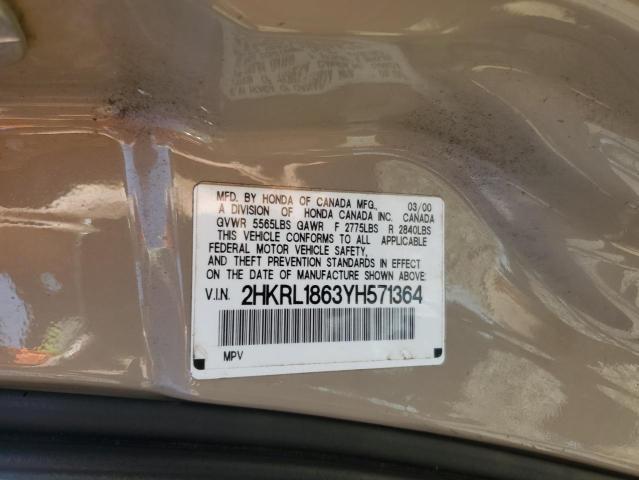 MFD. BY HONDA OF CANADA MFG. 03/00
A DIVISION OF HONDA CANADA INC. CANADA
GVWR 5565LBS GAWR F 2775LBS R 2840LBS
THIS VEHICLE CONFORMS TO ALL APPLICABLE
FEDERAL MOTOR VEHICLE SAFETY,
AND THEFT PREVENTION STANDARDS IN EFFECT
ON THE DATE OF MANUFACTURE SHOWN ABOVE:
V.I.N. 2HKRL1863YH571364
MPV